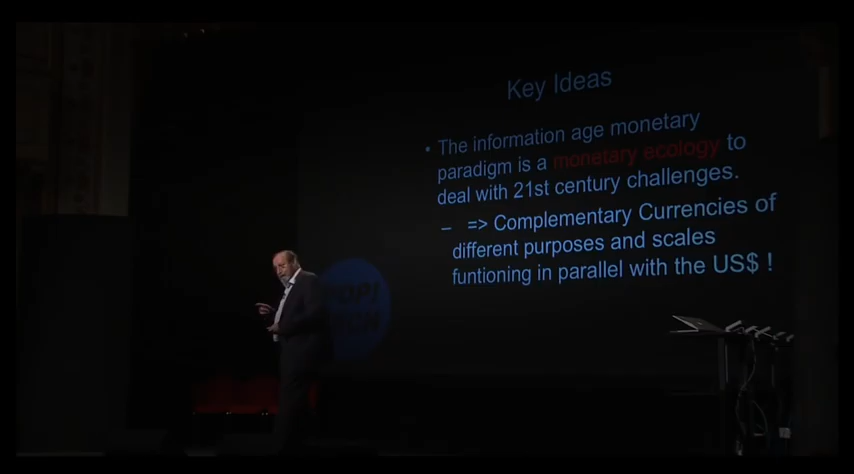 Key Ideas
• The information age monetary
paradigm is a monetary ecology to
deal with 21st century challenges.
– => Complementary Currencies of
different purposes and scales
funtioning in parallel with the US$ !